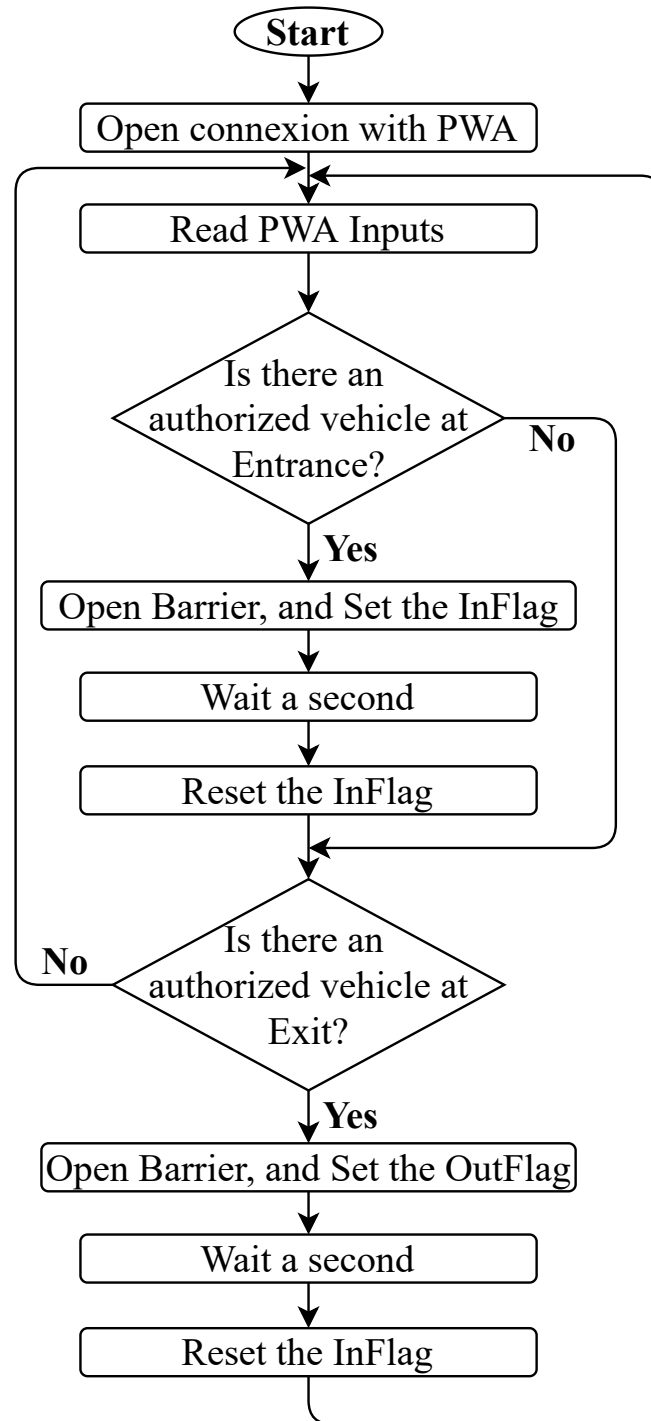 Start
Open connexion with PWA
Read PWA Inputs
Is there an
authorized vehicle at
Entrance?
No
Yes
Open Barrier, and Set the InFlag
Wait a second
Reset the InFlag
Is there an
authorized vehicle at
Exit?
No
Yes
Open Barrier, and Set the OutFlag
Wait a second
Reset the InFlag